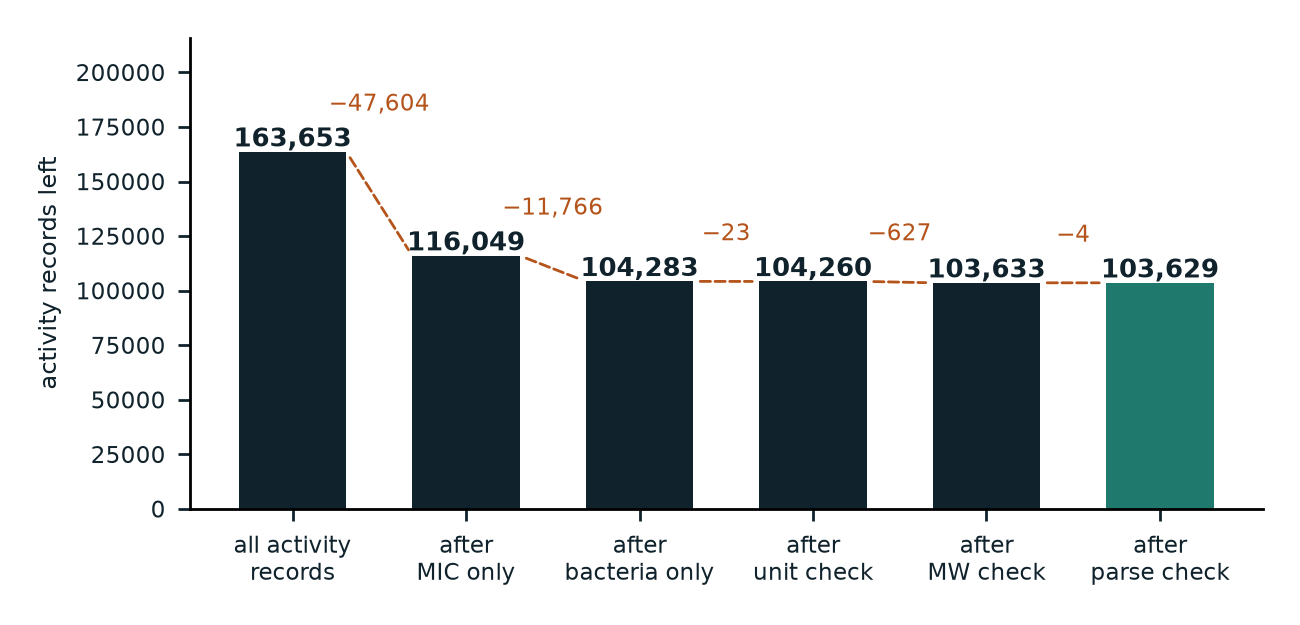 200000
175000
150000
125000
100000
75000
50000
25000
0
activity records left
−47,604
−11,766
−23
−627
−4
163,653
116,049
104,283
104,260
103,633
103,629
all activity
records
after
MIC only
after
bacteria only
after
unit check
after
MW check
after
parse check